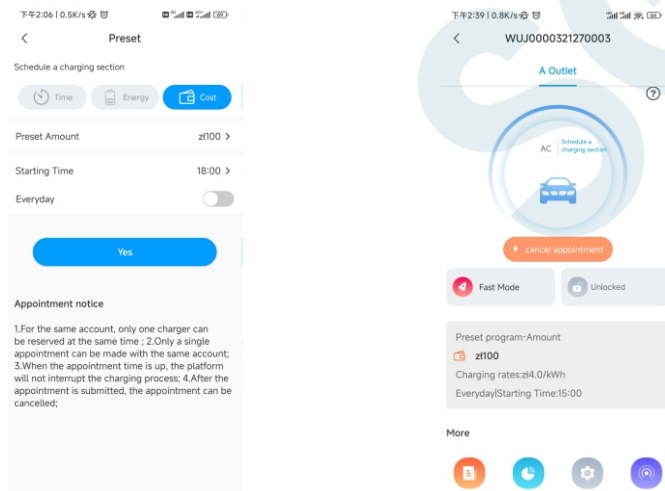 下午2:06 | 0.5K/s
Preset
Schedule a charging section
Time
Energy
Cost
Preset Amount
zł100 >
Starting Time
18:00 >
Everyday
Yes
Appointment notice
1.For the same account, only one charger can
be reserved at the same time ; 2.Only a single
appointment can be made with the same account;
3.When the appointment time is up, the platform
will not interrupt the charging process; 4.After the
appointment is submitted, the appointment can be
cancelled;
下午2:39 | 0.8K/s
WUJ0000321270003
A Outlet
AC
Schedule a
charging section
cancel appointment
Fast Mode
Unlocked
Preset program-Amount
zł100
Charging rates:zł4.0/kWh
Everyday|Starting Time:15:00
More